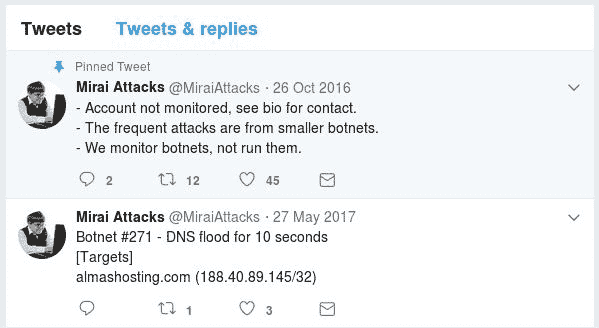 Tweets Tweets & replies
Pinned Tweet
Mirai Attacks @MiraiAttacks · 26 Oct 2016
- Account not monitored, see bio for contact.
- The frequent attacks are from smaller botnets.
- We monitor botnets, not run them.
2 12 45
Mirai Attacks @MiraiAttacks · 27 May 2017
Botnet #271 - DNS flood for 10 seconds
[Targets]
almashosting.com (188.40.89.145/32)
1 3